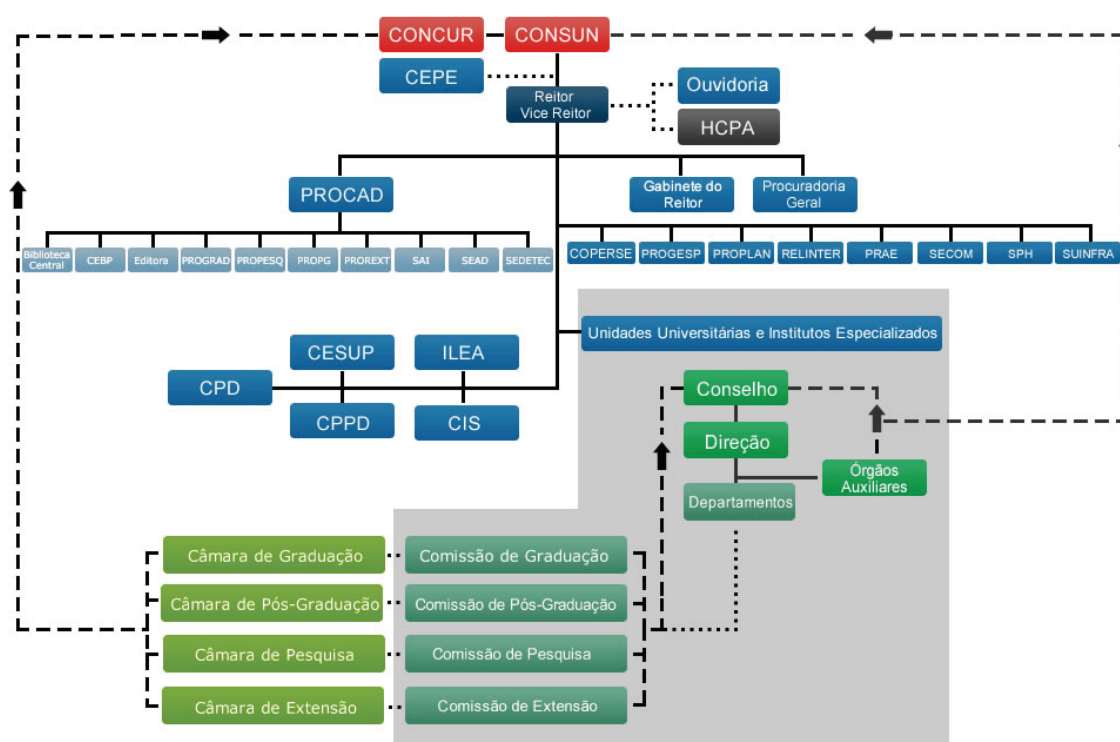 CONCUR
CONSUN
CEPE
Reitor
Vice Reitor
Ouvidoria
HCPA
PROCAD
Gabinete do
Reitor
Procuradoria
Geral
Biblioteca
Central
CEBP
Editora
PROGRAD
PROPESQ
PROPG
PROREXT
SAI
SEAD
SEDETEC
COPERSE
PROGESP
PROPLAN
RELINTER
PRAE
SECOM
SPH
SUINFRA
Unidades Universitárias e Institutos Especializados
CESUP
ILEA
CPD
CPPD
CIS
Conselho
Direção
Órgãos
Auxiliares
Departamentos
Câmara de Graduação
Comissão de Graduação
Câmara de Pós-Graduação
Comissão de Pós-Graduação
Câmara de Pesquisa
Comissão de Pesquisa
Câmara de Extensão
Comissão de Extensão